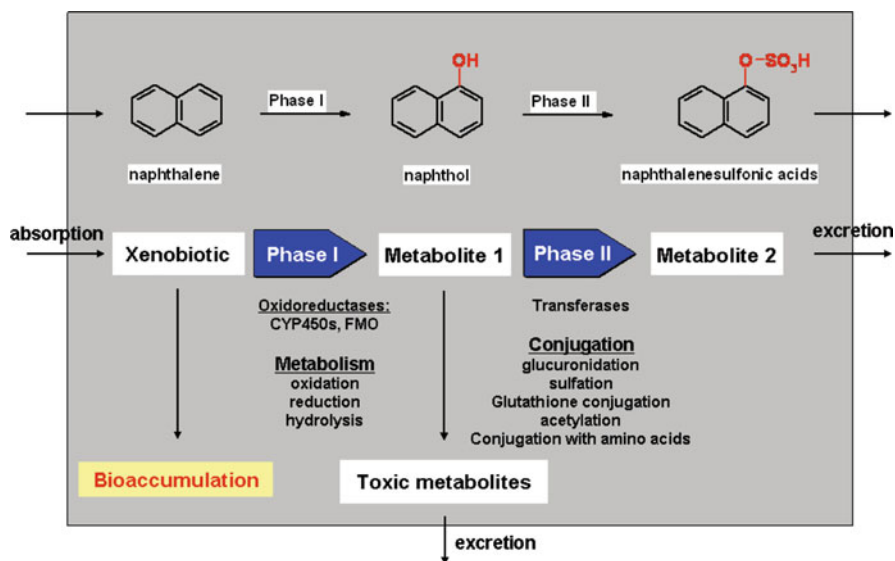 OH
O-SO3H
Phase I
Phase II
naphthalene
naphthol
naphthalenesulfonic acids
absorption
excretion
Xenobiotic
Phase I
Metabolite 1
Phase II
Metabolite 2
Oxidoreductases:
CYP450s, FMO
Transferases
Metabolism
oxidation
reduction
hydrolysis
Conjugation
glucuronidation
sulfation
Glutathione conjugation
acetylation
Conjugation with amino acids
Bioaccumulation
Toxic metabolites
excretion